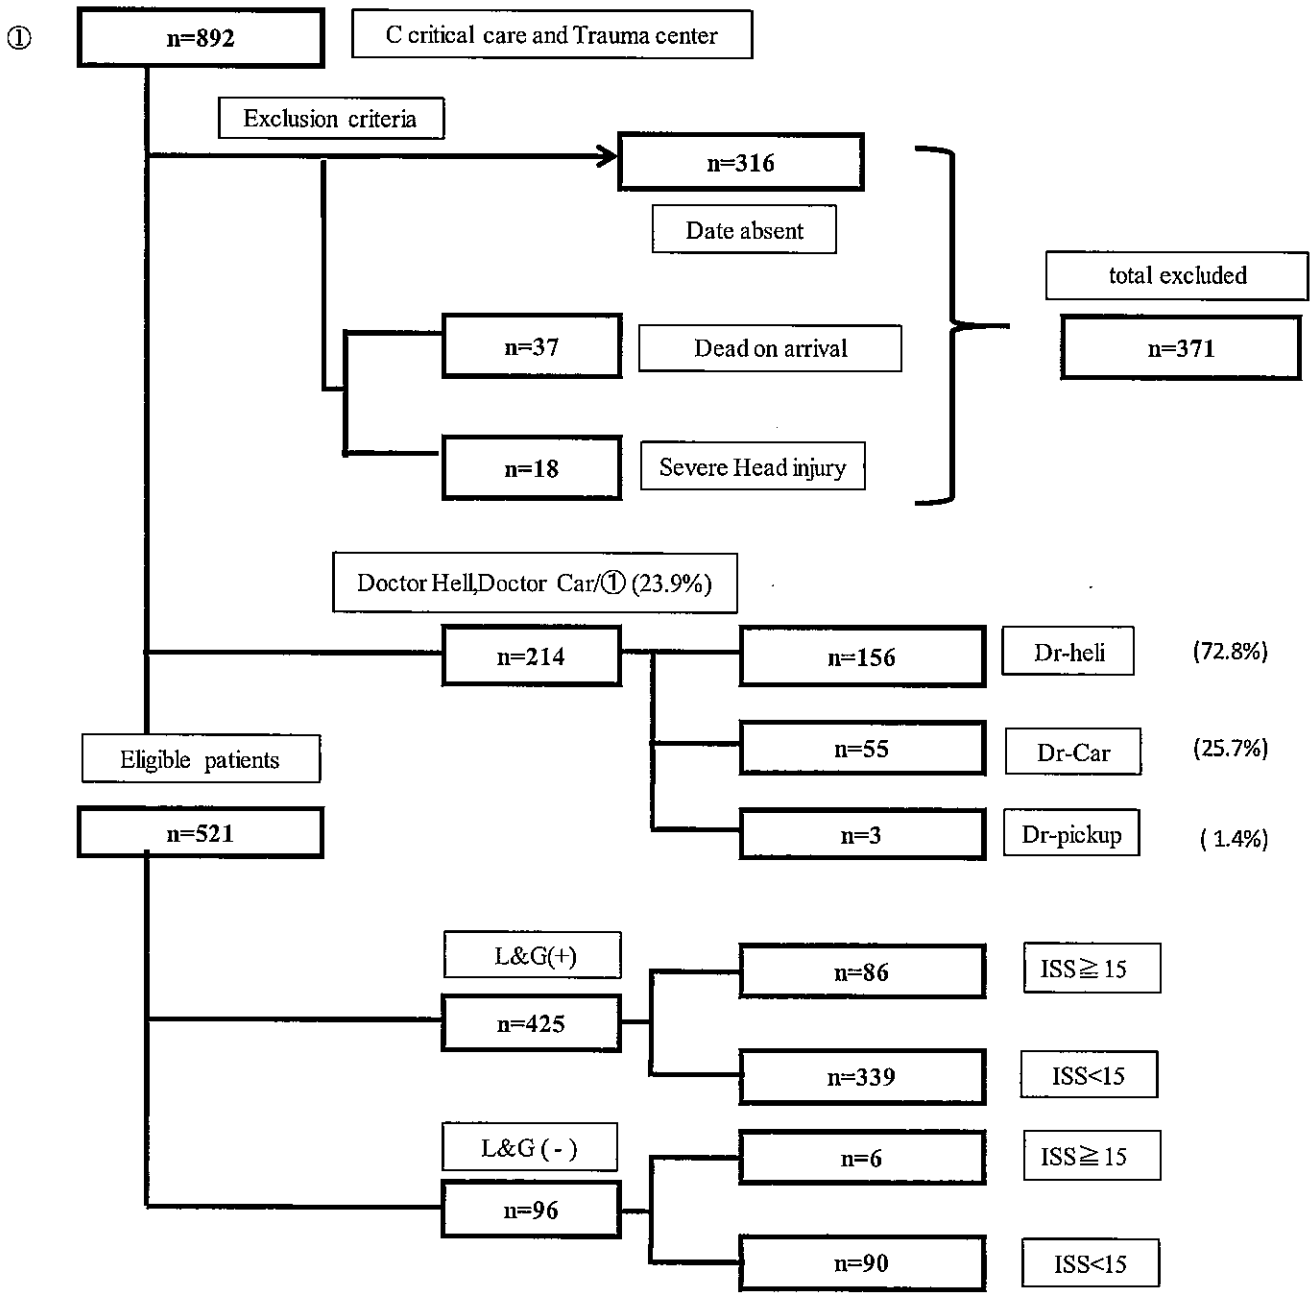 ①
n=892
C critical care and Trauma center
Exclusion criteria
n=316
Date absent
total excluded
n=371
n=37
Dead on arrival
n=18
Severe Head injury
Doctor Hell,Doctor Car/① (23.9%)
n=214
n=156
Dr-heli
(72.8%)
n=55
Dr-Car
(25.7%)
n=3
Dr-pickup
( 1.4%)
Eligible patients
n=521
L&G(+)
n=425
n=86
ISS≧15
n=339
ISS<15
L&G ( - )
n=96
n=6
ISS≧15
n=90
ISS<15